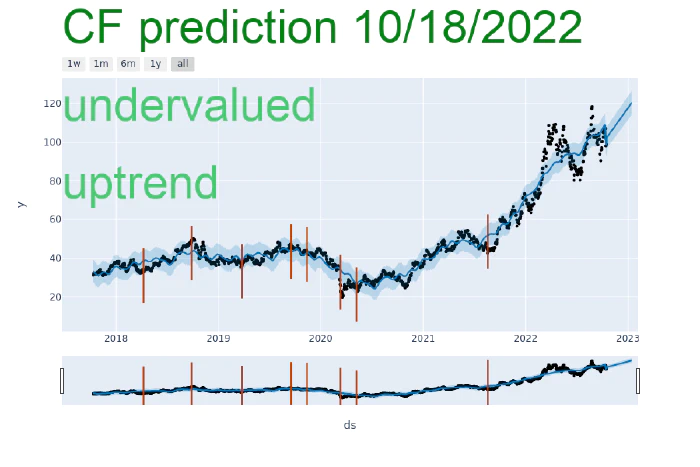 CF prediction 10/18/2022
1w 1m 6m 1y all
undervalued
uptrend
120
100
80
60
40
20
y
2018 2019 2020 2021 2022 2023
ds